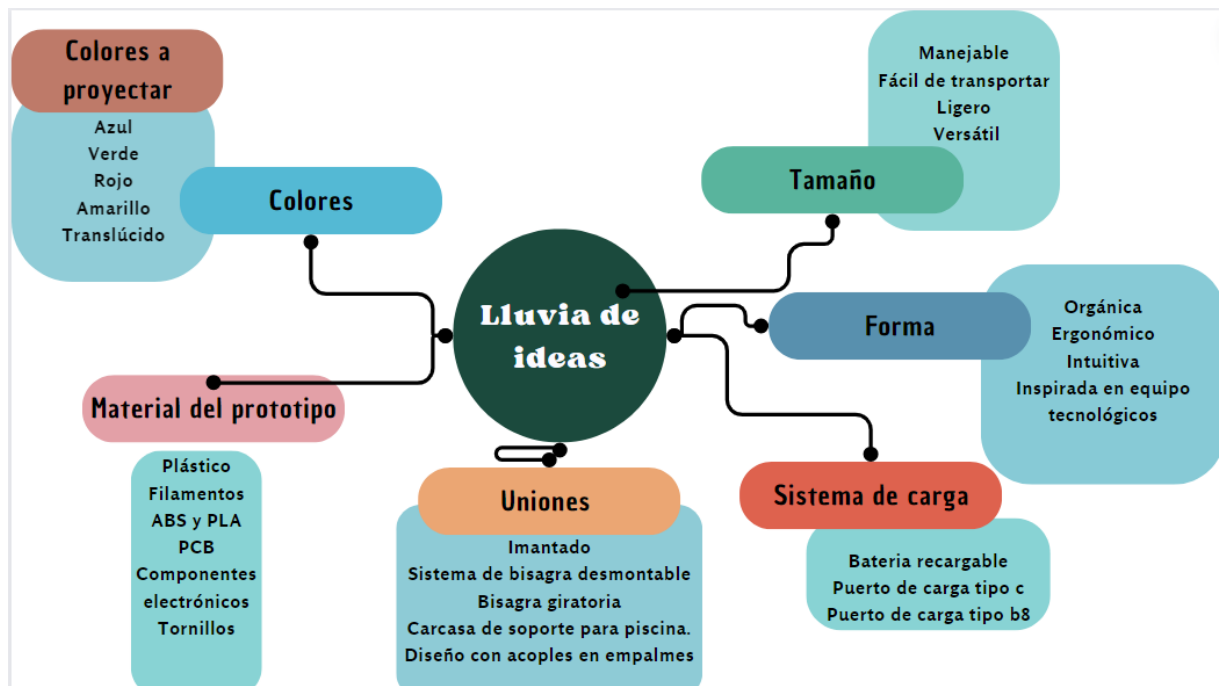 Colores a
proyectar
Azul
Verde
Rojo
Amarillo
Translúcido
Colores
Manejable
Fácil de transportar
Ligero
Versátil
Tamaño
Lluvia de
ideas
Forma
Orgánica
Ergonómico
Intuitiva
Inspirada en equipo
tecnológicos
Material del prototipo
Plástico
Filamentos
ABS y PLA
PCB
Componentes
electrónicos
Tornillos
Uniones
Imantado
Sistema de bisagra desmontable
Bisagra giratoria
Carcasa de soporte para piscina.
Diseño con acoples en empalmes
Sistema de carga
Bateria recargable
Puerto de carga tipo c
Puerto de carga tipo b8